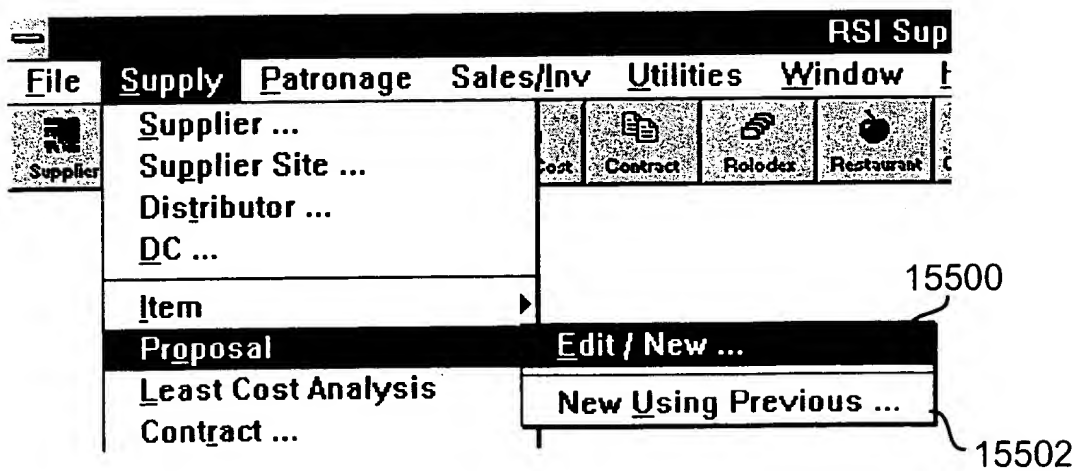 RSI Sup
File Supply Patronage Sales/Inv Utilities Window
Supplier Cost Contract Rolodex Restaurant
Supplier ...
Supplier Site ...
Distributor ...
DC ...
15500
Item
Proposal Edit / New ...
Least Cost Analysis New Using Previous ...
Contract ...
15502